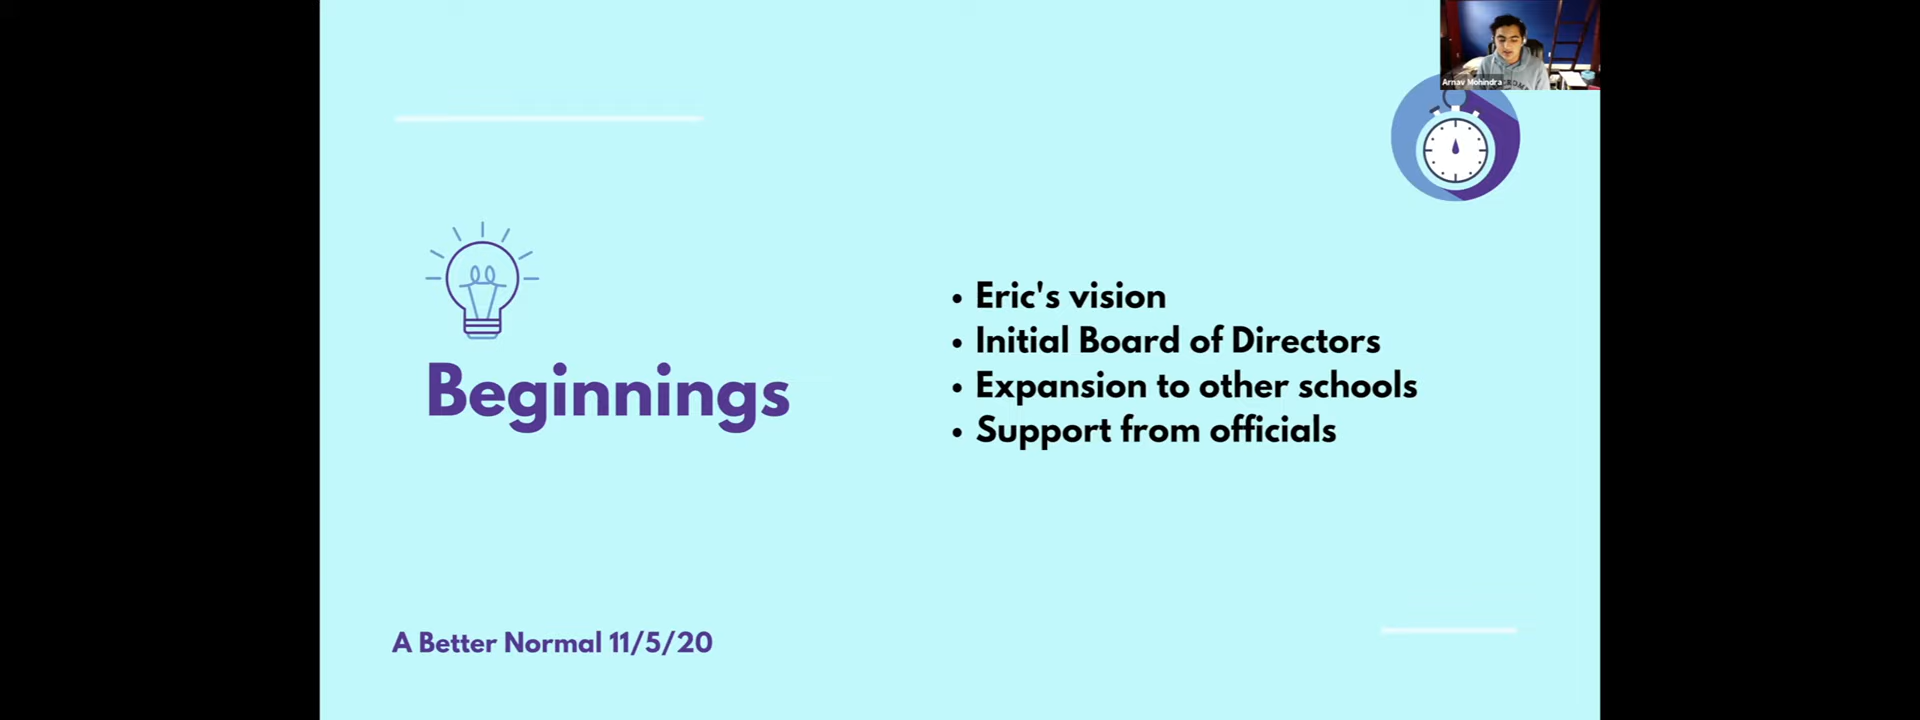 Arnav Mohindra
Beginnings
• Eric's vision
• Initial Board of Directors
• Expansion to other schools
• Support from officials
A Better Normal 11/5/20